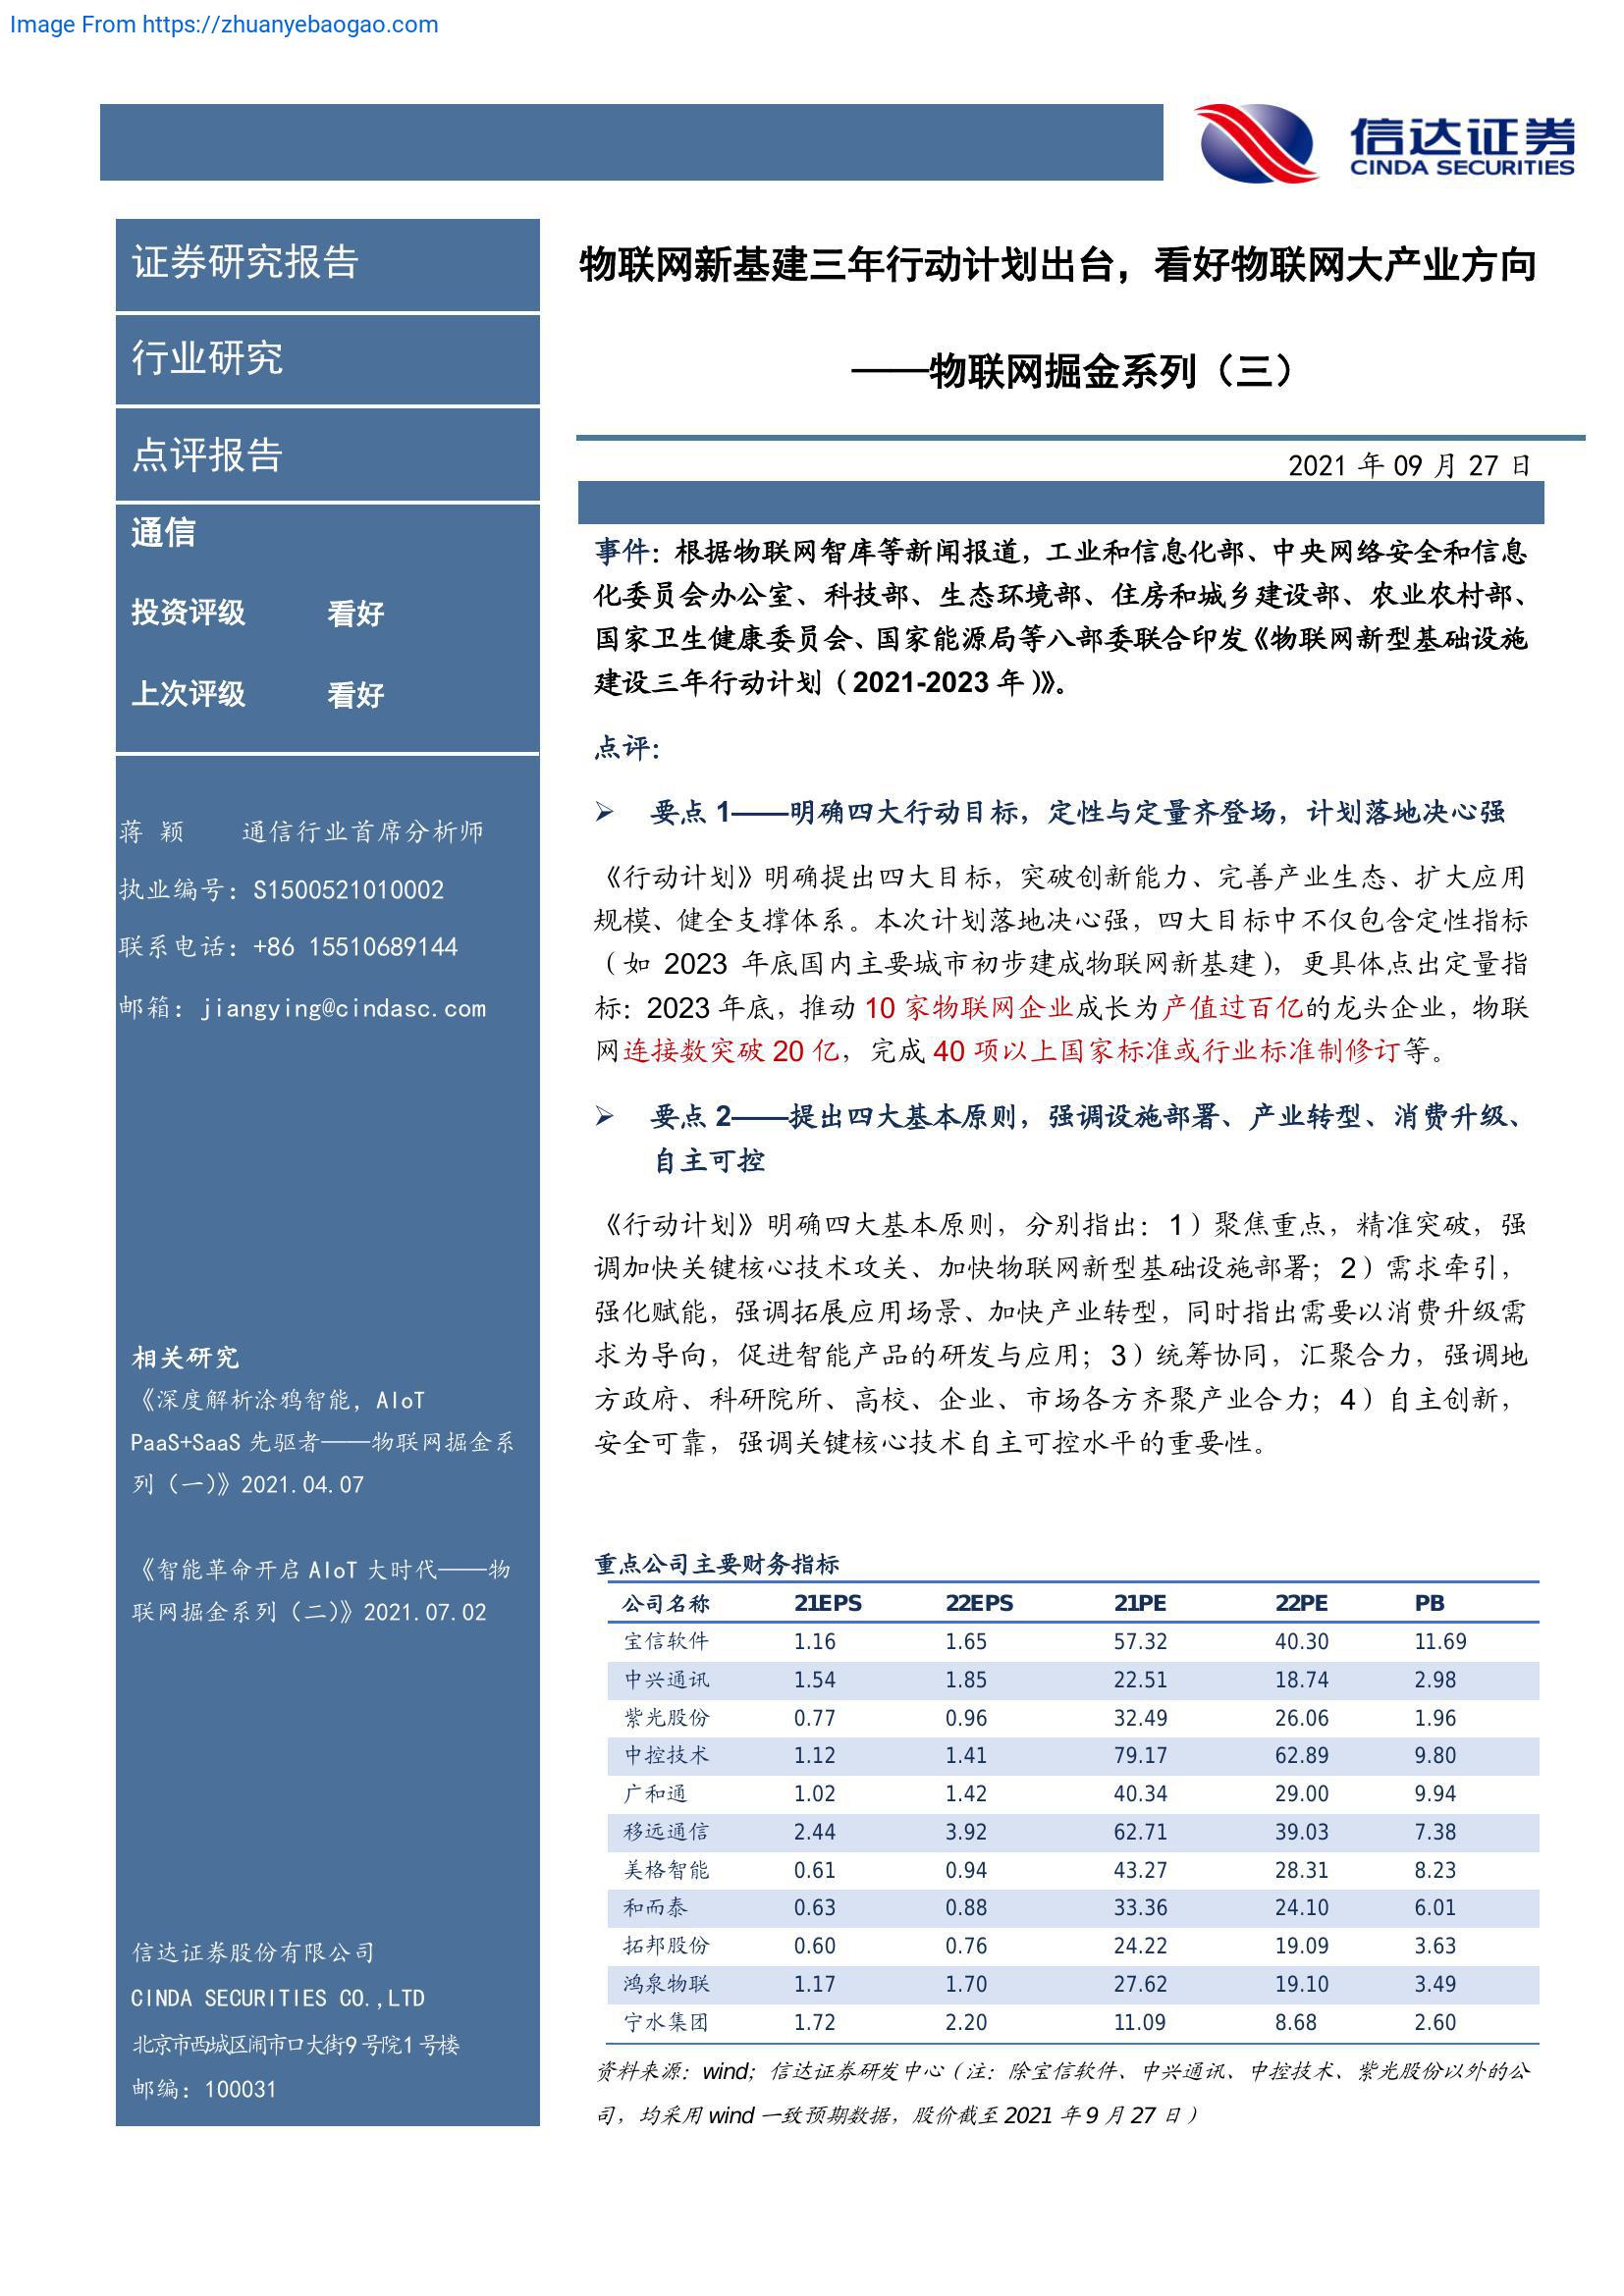 Image From https://zhuanyebaogao.com
信达证券
CINDA SECURITIES
证券研究报告
行业研究
点评报告
通信
投资评级 看好
上次评级 看好
蒋 颖 通信行业首席分析师
执业编号：S1500521010002
联系电话：+86 15510689144
邮箱：jiangying@cindasc.com
相关研究
《深度解析涂鸦智能，AIoT
PaaS+SaaS 先驱者——物联网掘金系
列（一）》2021.04.07
《智能革命开启 AIoT 大时代——物
联网掘金系列（二）》2021.07.02
信达证券股份有限公司
CINDA SECURITIES CO.,LTD
北京市西城区闹市口大街9号院1号楼
邮编：100031
物联网新基建三年行动计划出台，看好物联网大产业方向
——物联网掘金系列（三）
2021 年 09 月 27 日
事件：根据物联网智库等新闻报道，工业和信息化部、中央网络安全和信息
化委员会办公室、科技部、生态环境部、住房和城乡建设部、农业农村部、
国家卫生健康委员会、国家能源局等八部委联合印发《物联网新型基础设施
建设三年行动计划（2021-2023 年）》。
点评：
➢ 要点 1——明确四大行动目标，定性与定量齐登场，计划落地决心强
《行动计划》明确提出四大目标，突破创新能力、完善产业生态、扩大应用
规模、健全支撑体系。本次计划落地决心强，四大目标中不仅包含定性指标
（如 2023 年底国内主要城市初步建成物联网新基建），更具体点出定量指
标：2023 年底，推动 10 家物联网企业成长为产值过百亿的龙头企业，物联
网连接数突破 20 亿，完成 40 项以上国家标准或行业标准制修订等。
➢ 要点 2——提出四大基本原则，强调设施部署、产业转型、消费升级、
自主可控
《行动计划》明确四大基本原则，分别指出：1）聚焦重点，精准突破，强
调加快关键核心技术攻关、加快物联网新型基础设施部署；2）需求牵引，
强化赋能，强调拓展应用场景、加快产业转型，同时指出需要以消费升级需
求为导向，促进智能产品的研发与应用；3）统筹协同，汇聚合力，强调地
方政府、科研院所、高校、企业、市场各方齐聚产业合力；4）自主创新，
安全可靠，强调关键核心技术自主可控水平的重要性。
重点公司主要财务指标
公司名称 21EPS 22EPS 21PE 22PE PB
宝信软件 1.16 1.65 57.32 40.30 11.69
中兴通讯 1.54 1.85 22.51 18.74 2.98
紫光股份 0.77 0.96 32.49 26.06 1.96
中控技术 1.12 1.41 79.17 62.89 9.80
广和通 1.02 1.42 40.34 29.00 9.94
移远通信 2.44 3.92 62.71 39.03 7.38
美格智能 0.61 0.94 43.27 28.31 8.23
和而泰 0.63 0.88 33.36 24.10 6.01
拓邦股份 0.60 0.76 24.22 19.09 3.63
鸿泉物联 1.17 1.70 27.62 19.10 3.49
宁水集团 1.72 2.20 11.09 8.68 2.60
资料来源：wind；信达证券研发中心（注：除宝信软件、中兴通讯、中控技术、紫光股份以外的公
司，均采用 wind 一致预期数据，股价截至 2021 年 9 月 27 日）